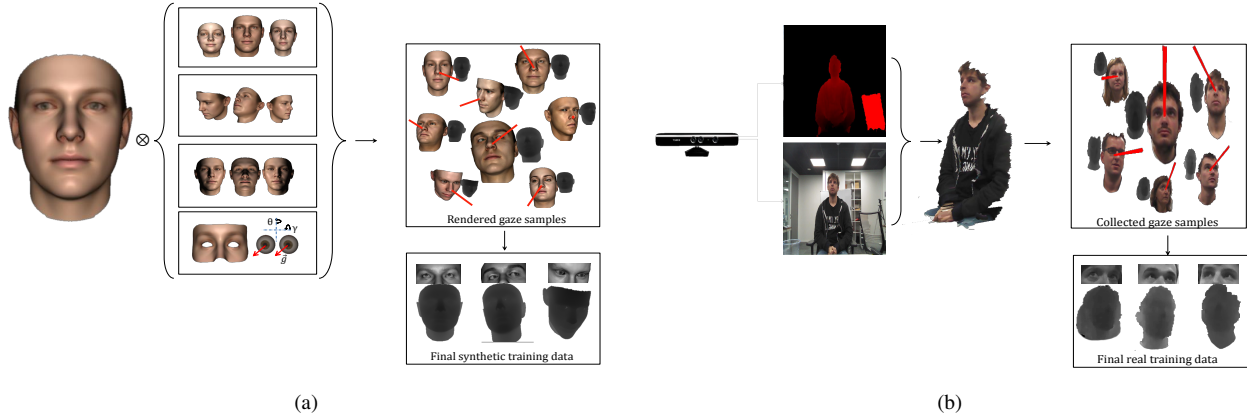 θ
γ
g
Rendered gaze samples
Final synthetic training data
(a)
Collected gaze samples
Final real training data
(b)